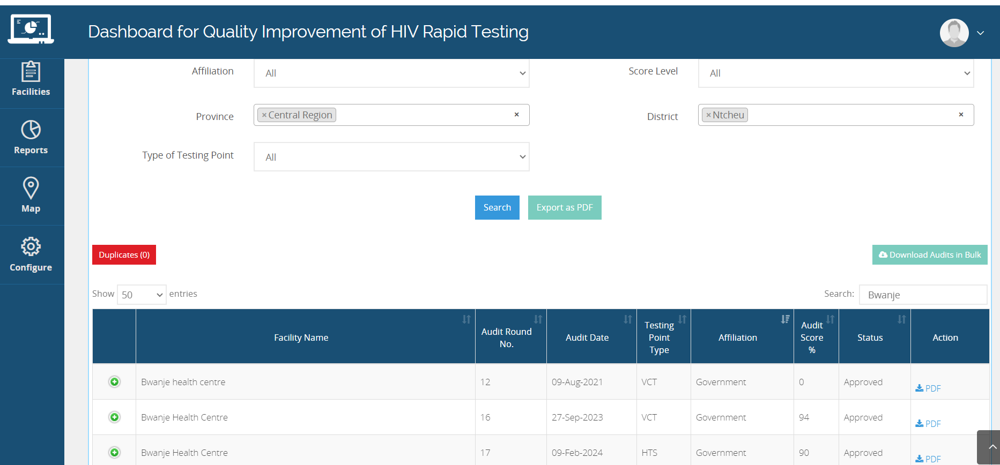 Dashboard for Quality Improvement of HIV Rapid Testing
Facilities
Reports
Map
Configure
Affiliation All Score Level All
Province ×Central Region × District ×Ntcheu ×
Type of Testing Point All
Search Export as PDF
Duplicates (0) Download Audits in Bulk
Show 50 entries Search: Bwanje
Facility Name Audit Round No. Audit Date Testing Point Type Affiliation Audit Score % Status Action
Bwanje health centre 12 09-Aug-2021 VCT Government 0 Approved PDF
Bwanje Health Centre 16 27-Sep-2023 VCT Government 94 Approved PDF
Bwanje Health Centre 17 09-Feb-2024 HTS Government 90 Approved PDF